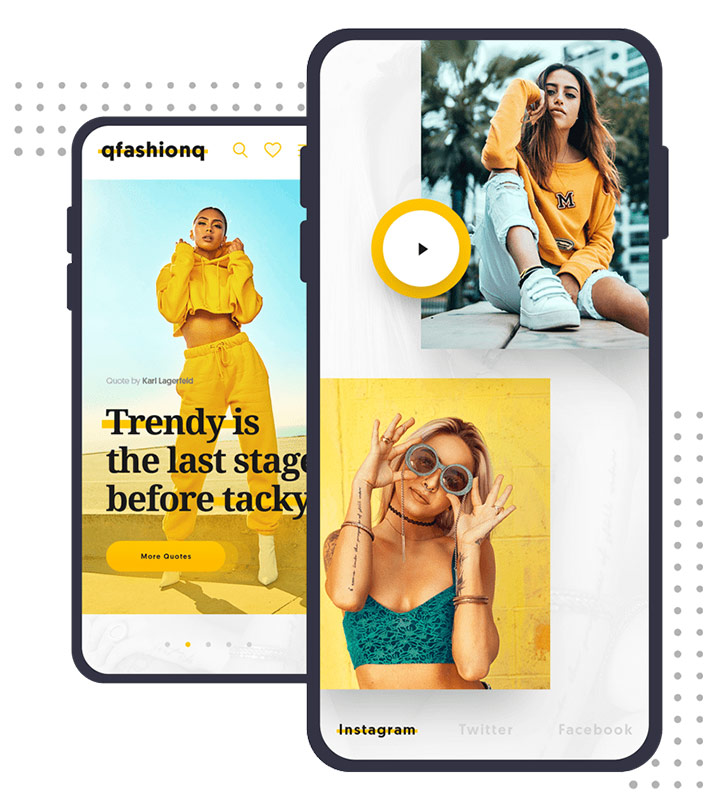 qfashionq
Quote by Karl Lagerfeld
Trendy is
the last stage
before tacky
More Quotes
M
Instagram
Twitter
Facebook